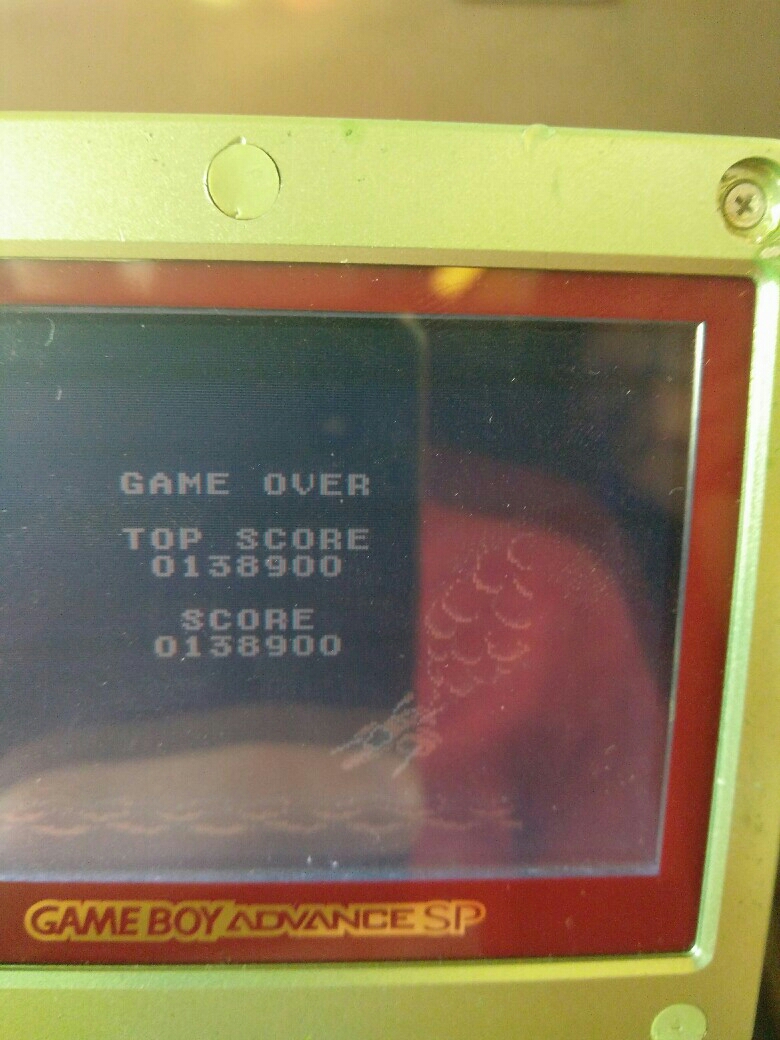 GAME OVER
TOP SCORE
0138900
SCORE
0138900
GAME BOY ADVANCE SP